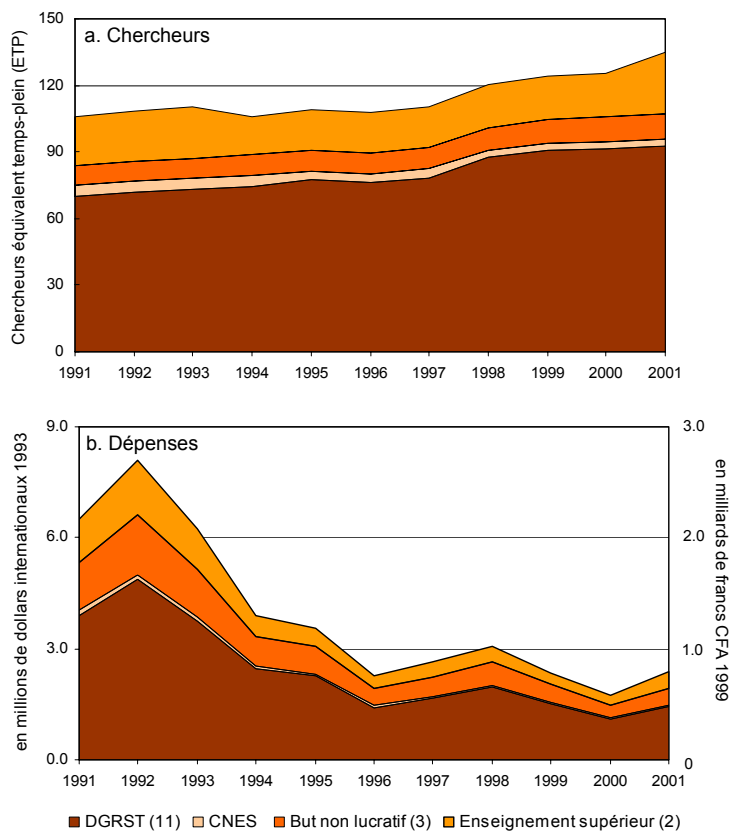 a. Chercheurs
Chercheurs équivalent temps-plein (ETP)
150
120
90
60
30
0
1991 1992 1993 1994 1995 1996 1997 1998 1999 2000 2001
b. Dépenses
en millions de dollars internationaux 1993
9.0
6.0
3.0
0.0
3.0
2.0
1.0
0
en milliards de francs CFA 1999
1991 1992 1993 1994 1995 1996 1997 1998 1999 2000 2001
DGRST (11) CNES But non lucratif (3) Enseignement supérieur (2)